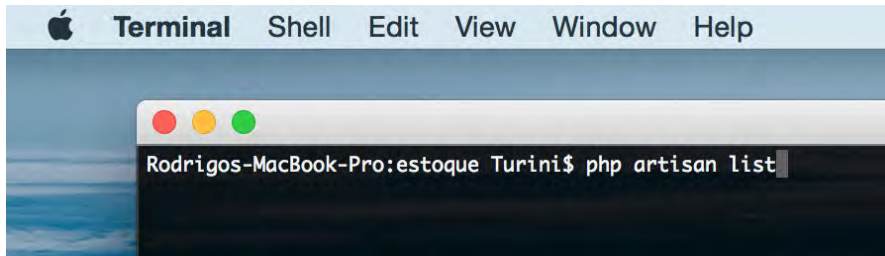 Terminal Shell Edit View Window Help
Rodrigos-MacBook-Pro:estoque Turini$ php artisan list